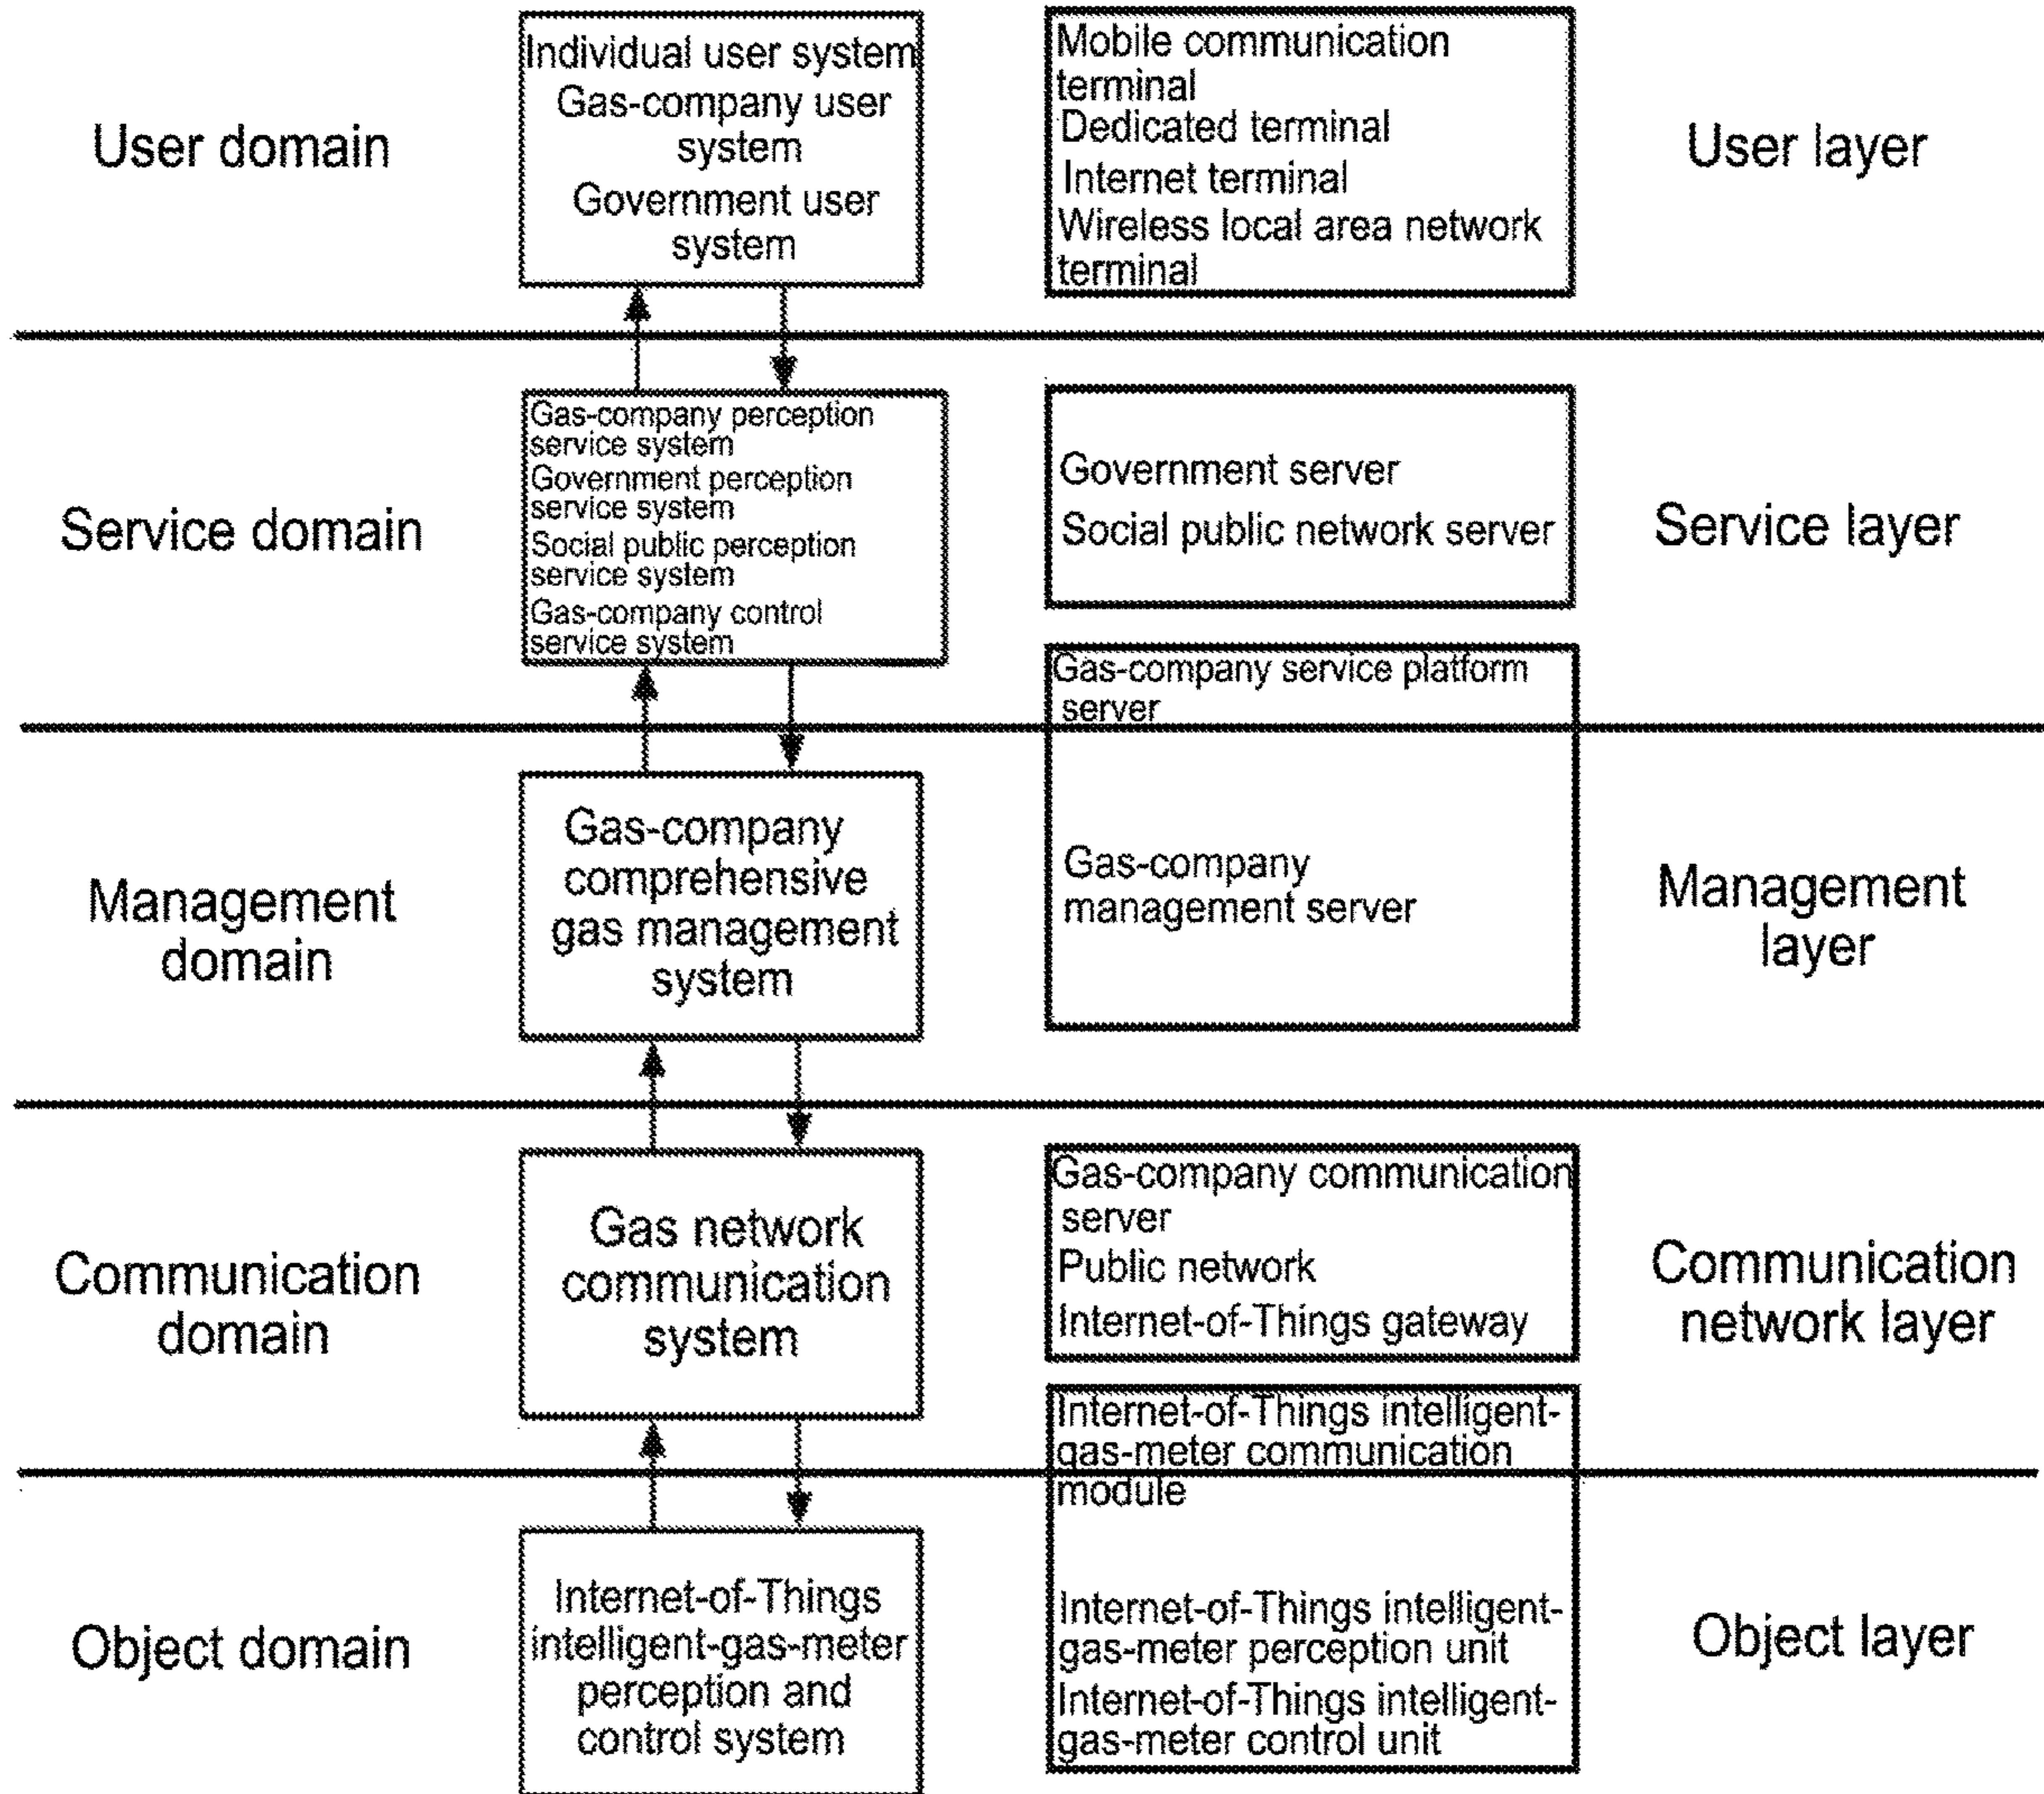 User domain
Individual user system
Gas-company user
system
Government user
system
Mobile communication
terminal
Dedicated terminal
Internet terminal
Wireless local area network
terminal
User layer
Service domain
Gas-company perception
service system
Government perception
service system
Social public perception
service system
Gas-company control
service system
Government server
Social public network server
Service layer
Gas-company service platform
server
Management
domain
Gas-company
comprehensive
gas management
system
Gas-company
management server
Management
layer
Communication
domain
Gas network
communication
system
Gas-company communication
server
Public network
Internet-of-Things gateway
Communication
network layer
Internet-of-Things intelligent-
gas-meter communication
module
Object domain
Internet-of-Things
intelligent-gas-meter
perception and
control system
Internet-of-Things intelligent-
gas-meter perception unit
Internet-of-Things intelligent-
gas-meter control unit
Object layer